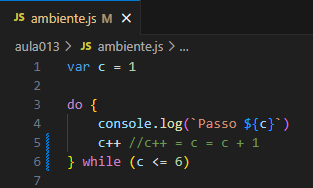 JS ambiente.js M ×
aula013 > JS ambiente.js > ...
1 var c = 1
2
3 do {
4 console.log(`Passo ${c}`)
5 c++ //c++ = c = c + 1
6 } while (c <= 6)